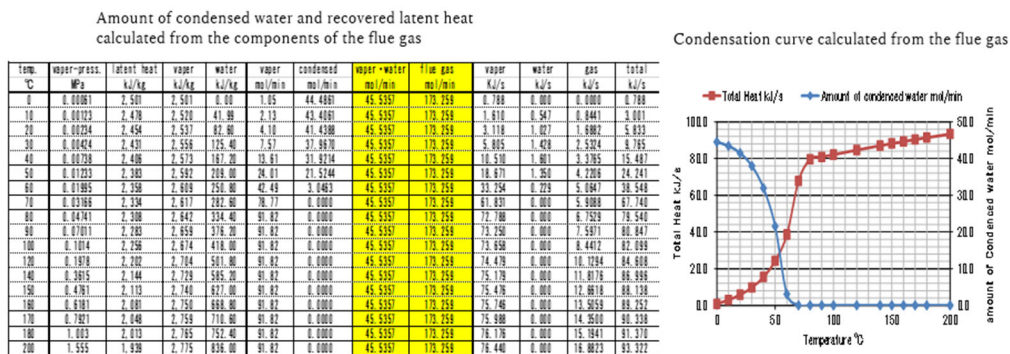 Amount of condensed water and recovered latent heat
calculated from the components of the flue gas
temp. vaper-press. latent heat vaper water vaper condensed vaper+water flue gas vaper water gas total
℃ MPa kJ/kg kJ/kg kJ/kg mol/min mol/min mol/min mol/min KJ/s KJ/s KJ/s KJ/s
0 0.00061 2,501 2,501 0.00 1.05 44.4861 45.5357 173.259 0.788 0.000 0.0000 0.788
10 0.00123 2,478 2,520 41.99 2.13 43.4061 45.5357 173.259 1.610 0.547 0.8441 3.001
20 0.00234 2,454 2,537 82.60 4.10 41.4388 45.5357 173.259 3.118 1.027 1.6882 5.833
30 0.00424 2,431 2,556 125.40 7.57 37.9670 45.5357 173.259 5.805 1.428 2.5324 9.765
40 0.00738 2,406 2,573 167.20 13.61 31.9214 45.5357 173.259 10.510 1.601 3.3765 15.487
50 0.01233 2,383 2,592 209.00 24.01 21.5244 45.5357 173.259 18.671 1.350 4.2206 24.241
60 0.01995 2,358 2,609 250.80 42.49 3.0463 45.5357 173.259 33.254 0.229 5.0647 38.548
70 0.03166 2,334 2,617 282.60 78.77 0.0000 45.5357 173.259 61.831 0.000 5.9088 67.740
80 0.04741 2,308 2,642 334.40 91.82 0.0000 45.5357 173.259 72.788 0.000 6.7529 79.540
90 0.07011 2,283 2,659 376.20 91.82 0.0000 45.5357 173.259 73.250 0.000 7.5971 80.847
100 0.1014 2,256 2,674 418.00 91.82 0.0000 45.5357 173.259 73.658 0.000 8.4412 82.099
120 0.1978 2,202 2,704 501.80 91.82 0.0000 45.5357 173.259 74.479 0.000 10.1294 84.608
140 0.3615 2,144 2,729 585.20 91.82 0.0000 45.5357 173.259 75.179 0.000 11.8176 86.996
150 0.4761 2,113 2,740 627.00 91.82 0.0000 45.5357 173.259 75.476 0.000 12.6618 88.138
160 0.6181 2,081 2,750 668.80 91.82 0.0000 45.5357 173.259 75.746 0.000 13.5059 89.252
170 0.7921 2,048 2,759 710.60 91.82 0.0000 45.5357 173.259 75.988 0.000 14.3500 90.338
180 1.003 2,013 2,765 752.40 91.82 0.0000 45.5357 173.259 76.176 0.000 15.1941 91.370
200 1.555 1,939 2,775 836.00 91.82 0.0000 45.5357 173.259 76.440 0.000 16.8823 93.322
Condensation curve calculated from the flue gas
Total Heat kJ/s
Amount of condenced water mol/min
100.0
80.0
60.0
40.0
20.0
0.0
Total Heat kJ/s
50.0
40.0
30.0
20.0
10.0
0.0
amount of Condenced water mol/min
0 50 100 150 200
Temperature ℃